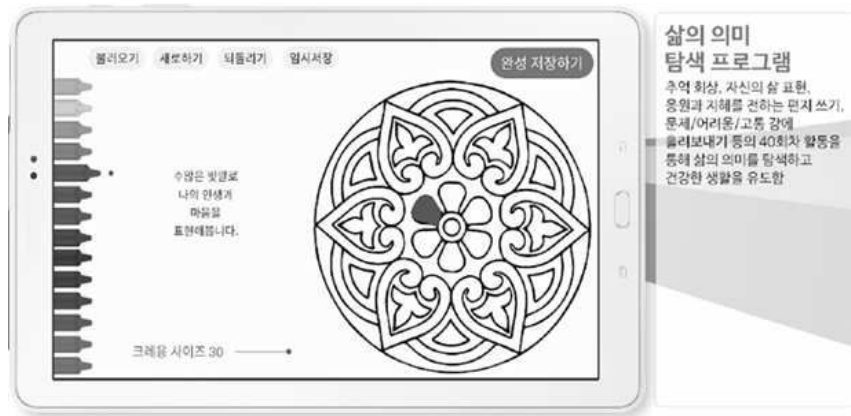 불러오기 새로하기 되돌리기 임시저장
완성 저장하기
수많은 빛깔로
나의 인생과
마음을
표현해봅니다.
크레용 사이즈 30
삶의 의미
탐색 프로그램
추억 회상, 자신의 삶 표현,
응원과 지혜를 전하는 편지 쓰기,
문제/어려움/고통 강에
흘려보내기 등의 40회차 활동을
통해 삶의 의미를 탐색하고
건강한 생활을 유도함